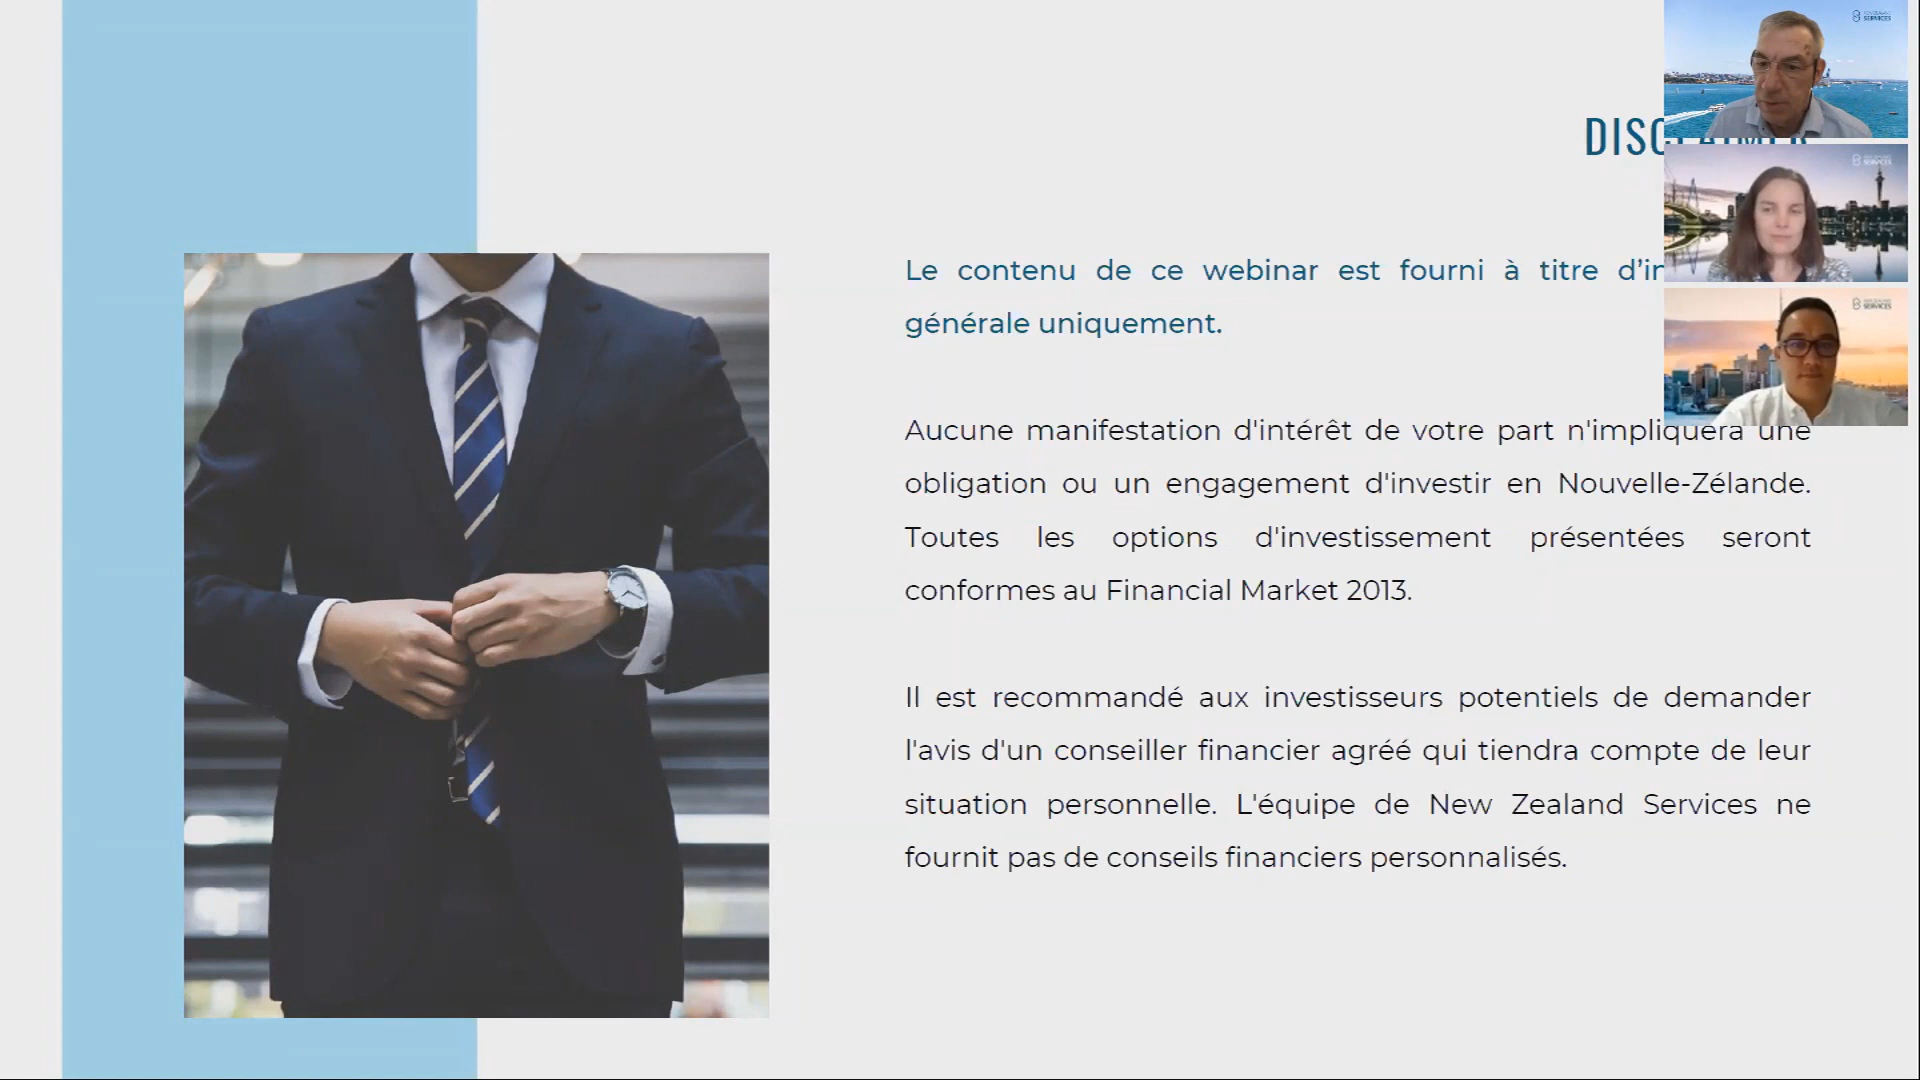 SERVICES
SERVICES
SERVICES
Le contenu de ce webinar est fourni à titre
générale uniquement.
Aucune manifestation d'intérêt de votre part n'impliquera une
obligation ou un engagement d'investir en Nouvelle-Zélande.
Toutes les options d'investissement présentées seront
conformes au Financial Market 2013.
Il est recommandé aux investisseurs potentiels de demander
l'avis d'un conseiller financier agréé qui tiendra compte de leur
situation personnelle. L'équipe de New Zealand Services ne
fournit pas de conseils financiers personnalisés.